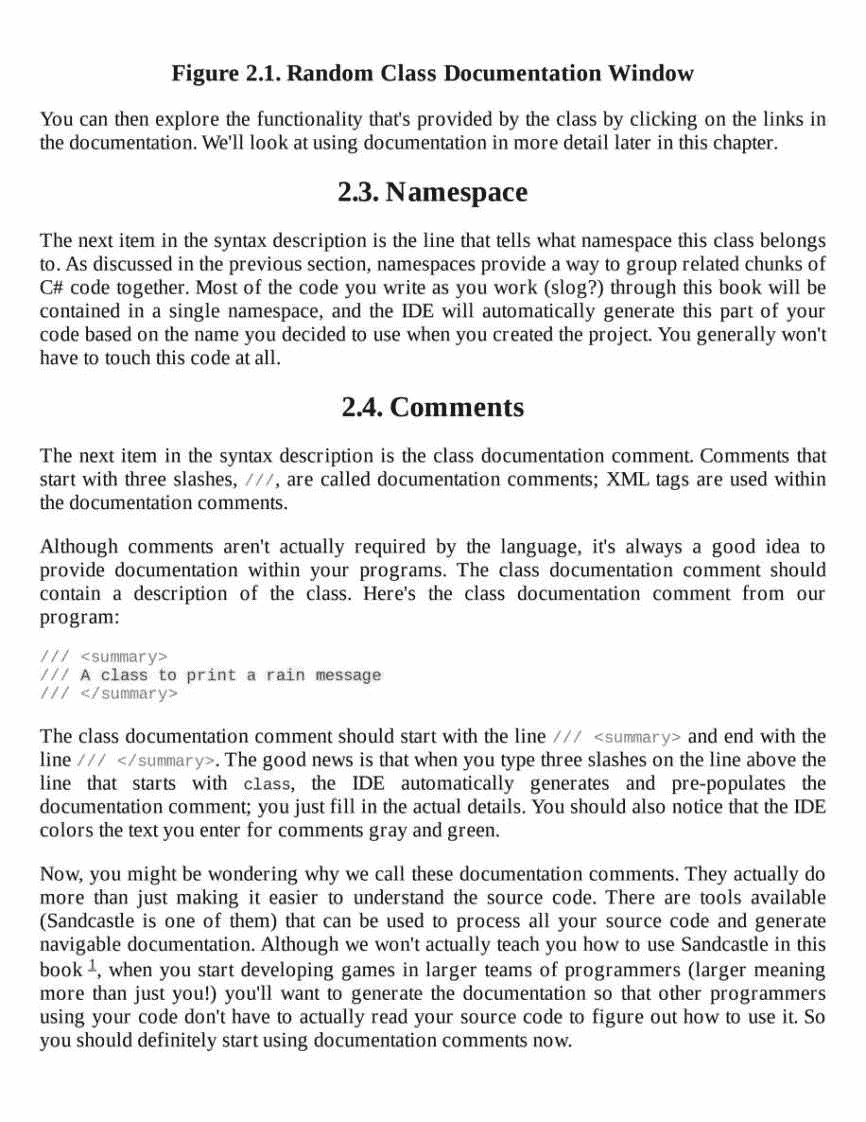 Figure 2.1. Random Class Documentation Window
You can then explore the functionality that's provided by the class by clicking on the links in
the documentation. We'll look at using documentation in more detail later in this chapter.
2.3. Namespace
The next item in the syntax description is the line that tells what namespace this class belongs
to. As discussed in the previous section, namespaces provide a way to group related chunks of
C# code together. Most of the code you write as you work (slog?) through this book will be
contained in a single namespace, and the IDE will automatically generate this part of your
code based on the name you decided to use when you created the project. You generally won't
have to touch this code at all.
2.4. Comments
The next item in the syntax description is the class documentation comment. Comments that
start with three slashes, ///, are called documentation comments; XML tags are used within
the documentation comments.
Although comments aren't actually required by the language, it's always a good idea to
provide documentation within your programs. The class documentation comment should
contain a description of the class. Here's the class documentation comment from our
program:
/// <summary>
/// A class to print a rain message
/// </summary>
The class documentation comment should start with the line /// <summary> and end with the
line /// </summary>. The good news is that when you type three slashes on the line above the
line that starts with class, the IDE automatically generates and pre-populates the
documentation comment; you just fill in the actual details. You should also notice that the IDE
colors the text you enter for comments gray and green.
Now, you might be wondering why we call these documentation comments. They actually do
more than just making it easier to understand the source code. There are tools available
(Sandcastle is one of them) that can be used to process all your source code and generate
navigable documentation. Although we won't actually teach you how to use Sandcastle in this
book 1, when you start developing games in larger teams of programmers (larger meaning
more than just you!) you'll want to generate the documentation so that other programmers
using your code don't have to actually read your source code to figure out how to use it. So
you should definitely start using documentation comments now.